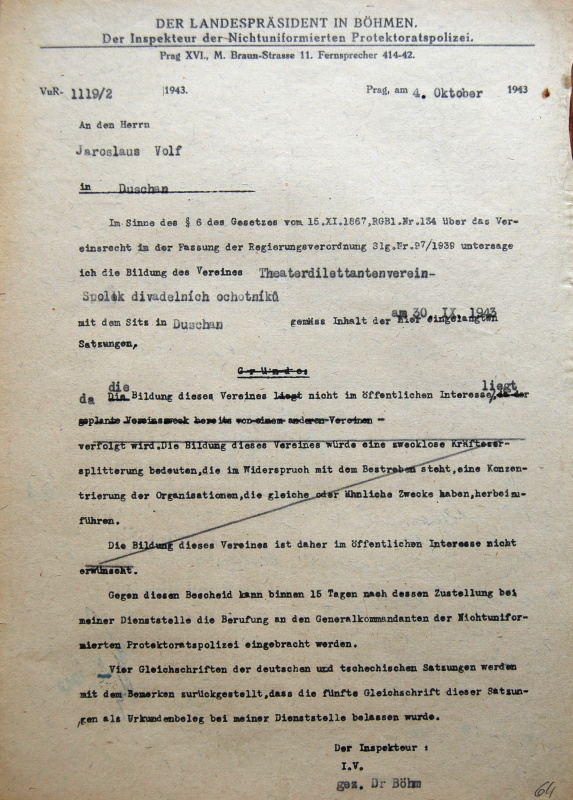 DER LANDESPRÄSIDENT IN BÖHMEN.
Der Inspekteur der Nichtuniformierten Protektoratspolizei.
Prag XVI., M. Braun-Strasse 11. Fernsprecher 414-42.
VuR- 1119/2 1943. Prag, am 4. Oktober 1943
An den Herrn
Jaroslaus Volf
in Duschan
Im Sinne des § 6 des Gesetzes vom 15.XI.1867,RGBl.Nr.134 über das Ver-
einsrecht in der Fassung der Regierungsverordnung Slg.Nr.97/1939 untersage
ich die Bildung des Vereines Theaterdilettantenverein-
Spolek divadelních ochotníků
am 30 IX. 1943
mit dem Sitz in Duschan gemäss Inhalt der hier eingelangten
Satzungen,
Gründe:
die liegt
da Die Bildung dieses Vereines liegt nicht im öffentlichen Interesse, da der
geplante Vereinszweck bereits von einem anderen Vereinen -
verfolgt wird.Die Bildung dieses Vereines würde eine zwecklose Kräftezer-
splitterung bedeuten,die im Widerspruch mit dem Bestreben steht,eine Konzen-
trierung der Organisationen,die gleiche oder ähnliche Zwecke haben,herbeizu-
führen.
Die Bildung dieses Vereines ist daher im öffentlichen Interesse nicht
erwünscht.
Gegen diesen Bescheid kann binnen 15 Tagen nach dessen Zustellung bei
meiner Dienststelle die Berufung an den Generalkommandanten der Nichtunifor-
mierten Protektoratspolizei eingebracht werden.
Vier Gleichschriften der deutschen und tschechischen Satzungen werden
mit dem Bemerken zurückgestellt,dass die fünfte Gleichschrift dieser Satzun-
gen als Urkundenbeleg bei meiner Dienststelle belassen wurde.
Der Inspekteur :
I.V.
gez. Dr Böhm
64